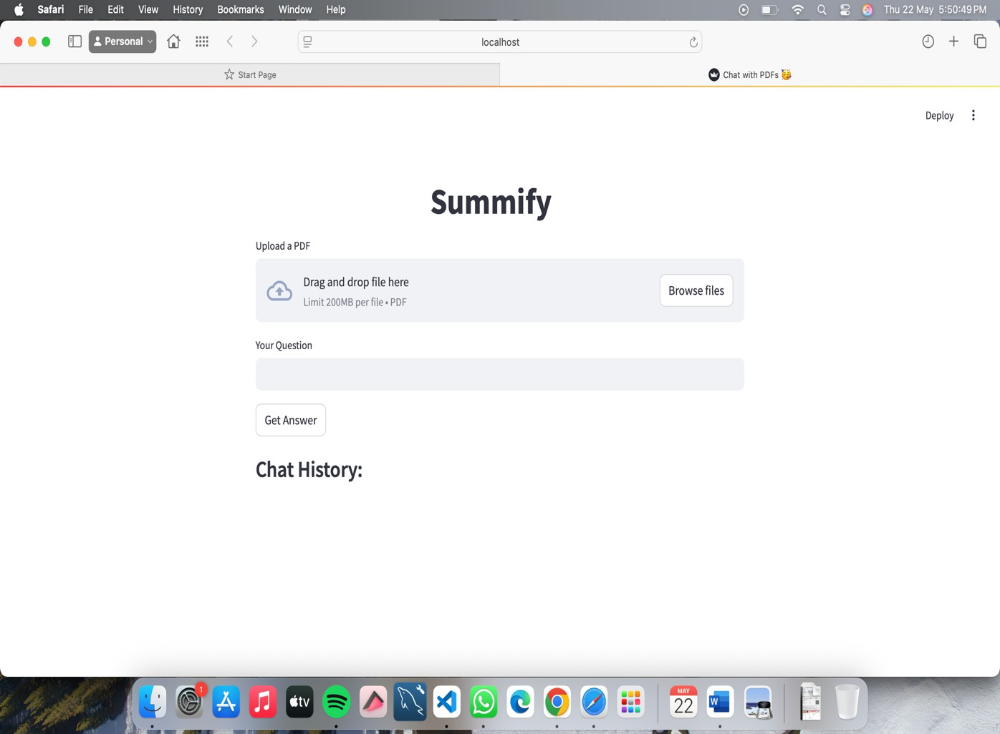 Safari File Edit View History Bookmarks Window Help Thu 22 May 5:50:49 PM
Personal localhost
Start Page Chat with PDFs 🥳
Deploy
Summify
Upload a PDF
Drag and drop file here
Limit 200MB per file • PDF
Browse files
Your Question
Get Answer
Chat History:
1
tv
MAY
22
W